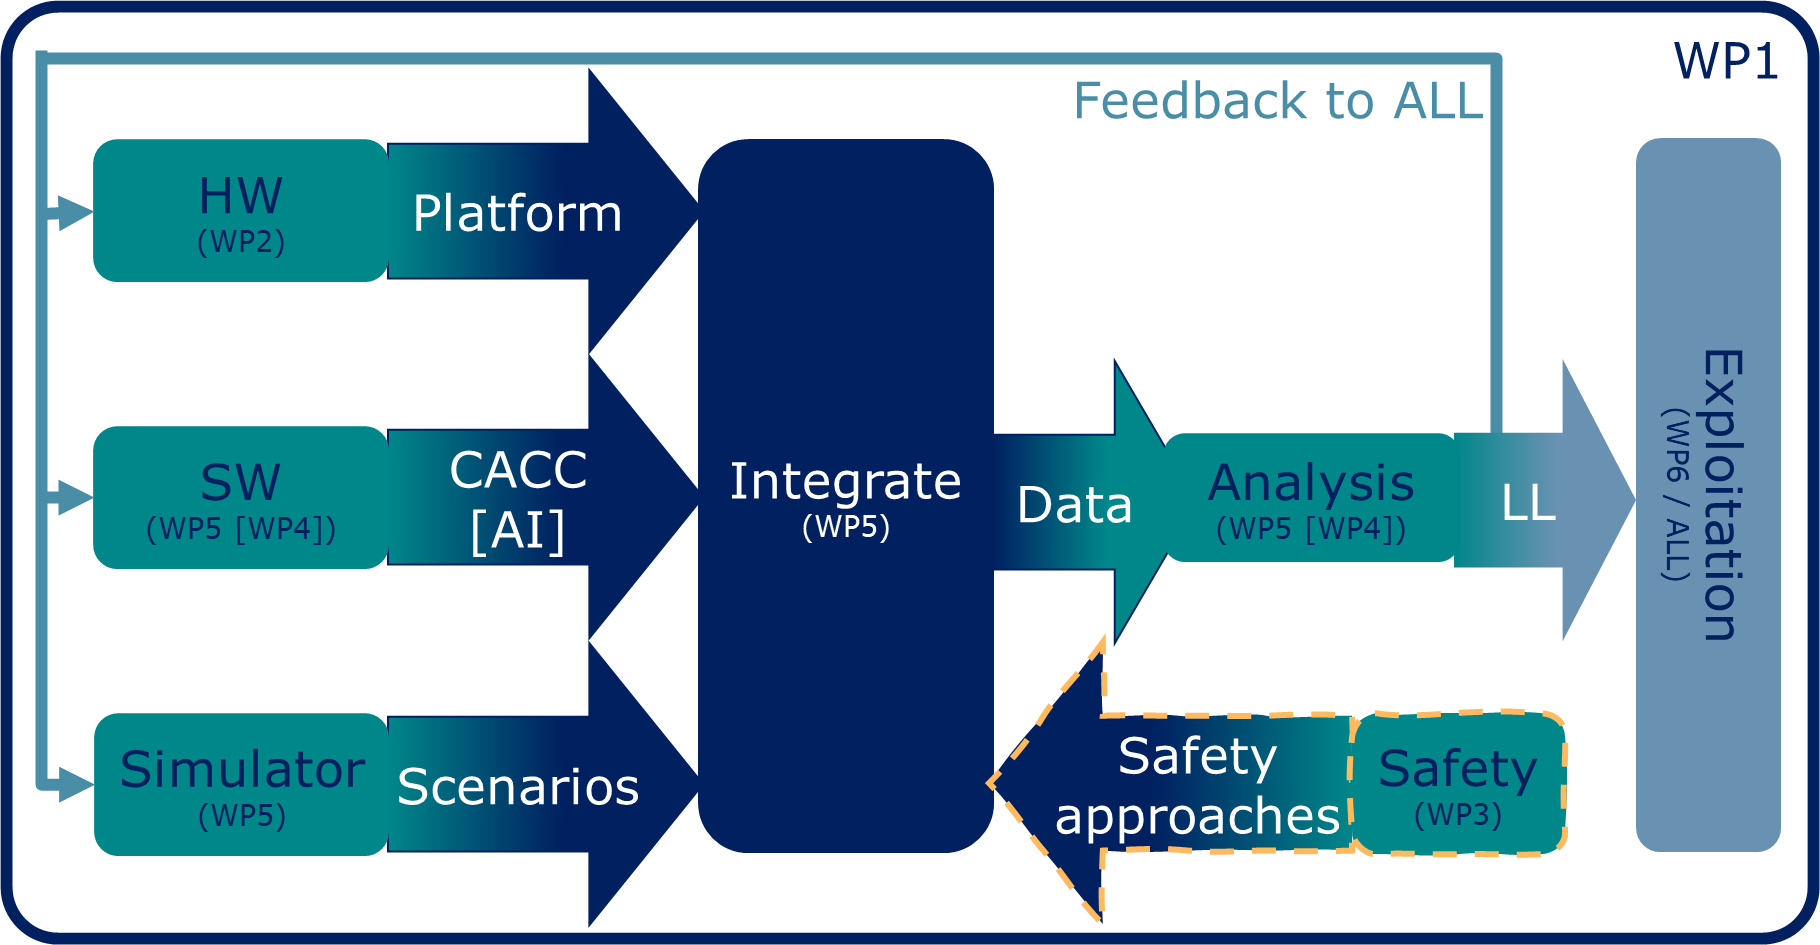 WP1
Feedback to ALL
HW
(WP2)
Platform
SW
(WP5 [WP4])
CACC
[AI]
Simulator
(WP5)
Scenarios
Integrate
(WP5)
Data
Analysis
(WP5 [WP4])
LL
Safety
approaches
Safety
(WP3)
Exploitation
(WP6 / ALL)